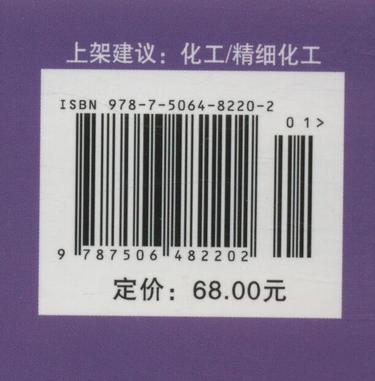 上架建议：化工/精细化工
ISBN 978-7-5064-8220-2
01>
9 787506 482202
定价：68.00元